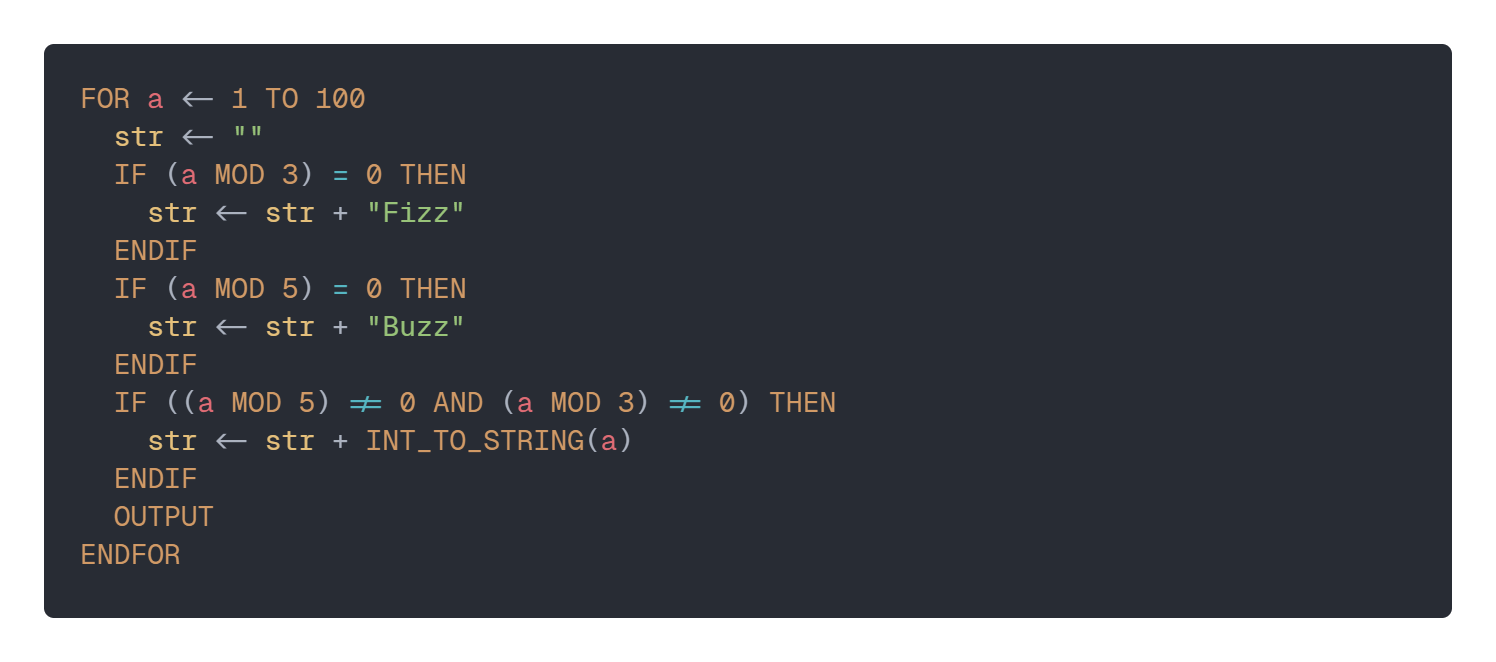 FOR a ← 1 TO 100
  str ← ""
  IF (a MOD 3) = 0 THEN
    str ← str + "Fizz"
  ENDIF
  IF (a MOD 5) = 0 THEN
    str ← str + "Buzz"
  ENDIF
  IF ((a MOD 5) ≠ 0 AND (a MOD 3) ≠ 0) THEN
    str ← str + INT_TO_STRING(a)
  ENDIF
  OUTPUT
ENDFOR